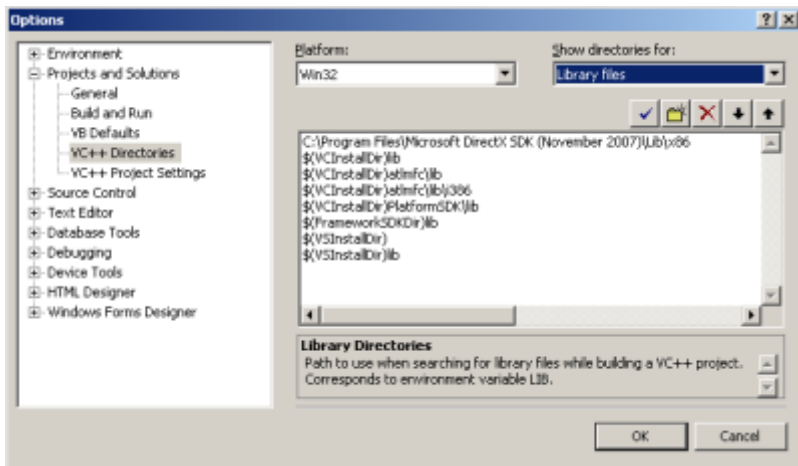 Options
Environment
Projects and Solutions
General
Build and Run
VB Defaults
VC++ Directories
VC++ Project Settings
Source Control
Text Editor
Database Tools
Debugging
Device Tools
HTML Designer
Windows Forms Designer
Platform:
Win32
Show directories for:
Library files
C:\Program Files\Microsoft DirectX SDK (November 2007)\Lib\x86
$(VCInstallDir)lib
$(VCInstallDir)atlmfc\lib
$(VCInstallDir)atlmfc\lib\i386
$(VCInstallDir)PlatformSDK\lib
$(FrameworkSDKDir)lib
$(VSInstallDir)
$(VSInstallDir)lib
Library Directories
Path to use when searching for library files while building a VC++ project.
Corresponds to environment variable LIB.
OK
Cancel